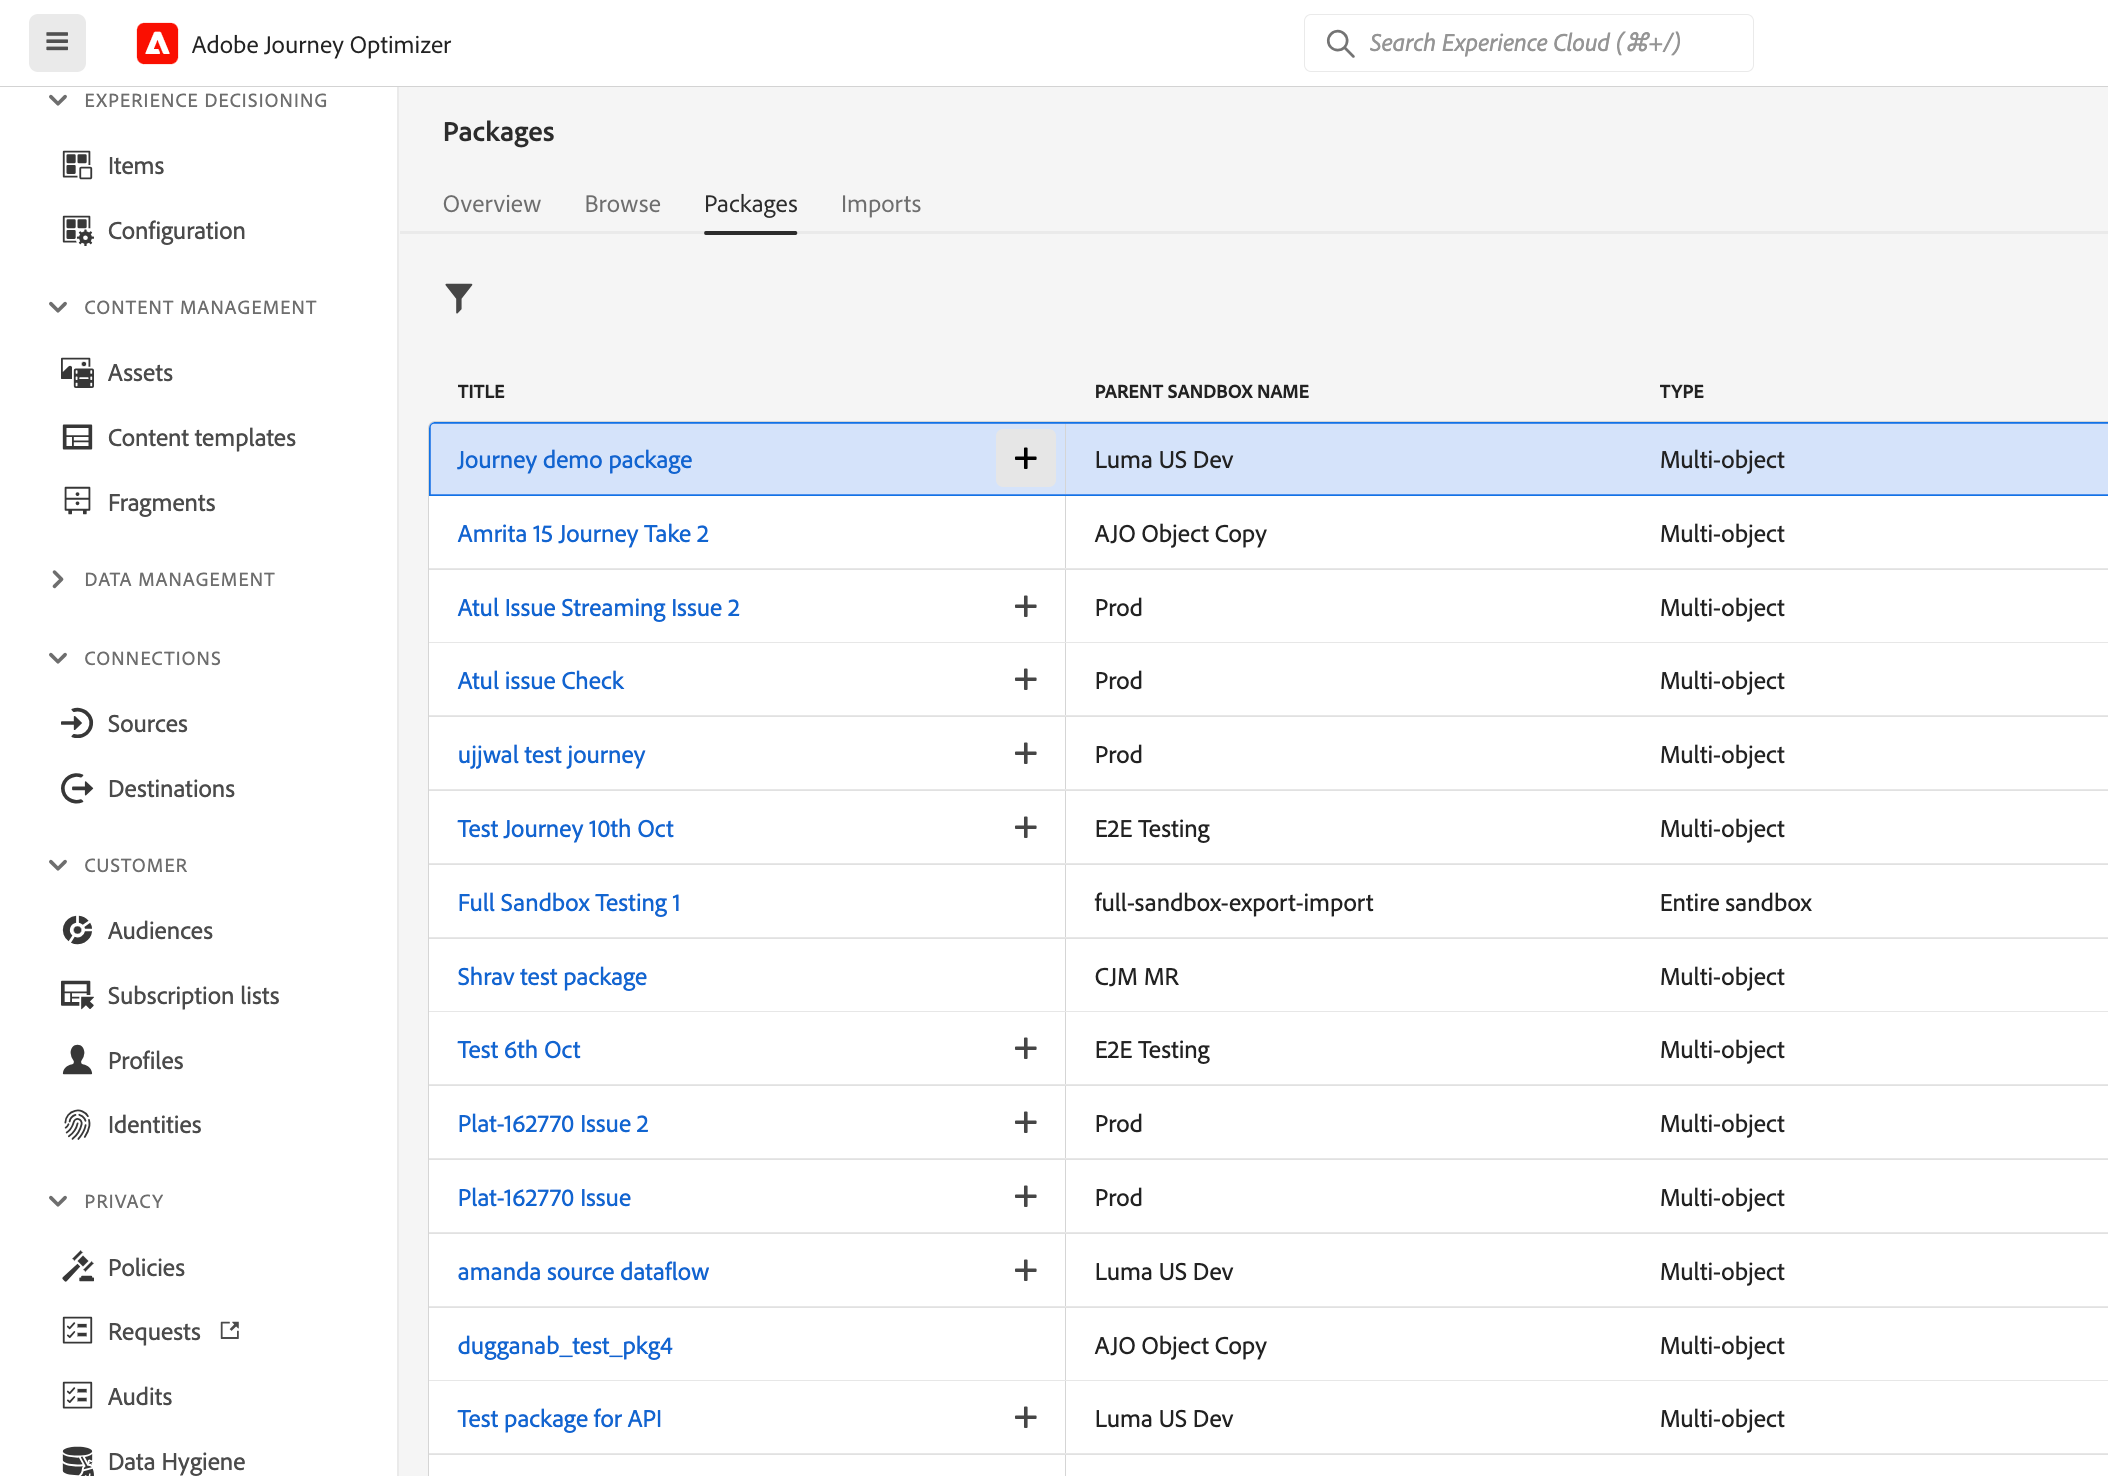 Adobe Journey Optimizer
Search Experience Cloud (⌘+/)
EXPERIENCE DECISIONING
Items
Configuration
CONTENT MANAGEMENT
Assets
Content templates
Fragments
DATA MANAGEMENT
CONNECTIONS
Sources
Destinations
CUSTOMER
Audiences
Subscription lists
Profiles
Identities
PRIVACY
Policies
Requests
Audits
Data Hygiene
Packages
Overview Browse Packages Imports
TITLE PARENT SANDBOX NAME TYPE
Journey demo package + Luma US Dev Multi-object
Amrita 15 Journey Take 2 AJO Object Copy Multi-object
Atul Issue Streaming Issue 2 + Prod Multi-object
Atul issue Check + Prod Multi-object
ujjwal test journey + Prod Multi-object
Test Journey 10th Oct + E2E Testing Multi-object
Full Sandbox Testing 1 full-sandbox-export-import Entire sandbox
Shrav test package CJM MR Multi-object
Test 6th Oct + E2E Testing Multi-object
Plat-162770 Issue 2 + Prod Multi-object
Plat-162770 Issue + Prod Multi-object
amanda source dataflow + Luma US Dev Multi-object
dugganab_test_pkg4 AJO Object Copy Multi-object
Test package for API + Luma US Dev Multi-object